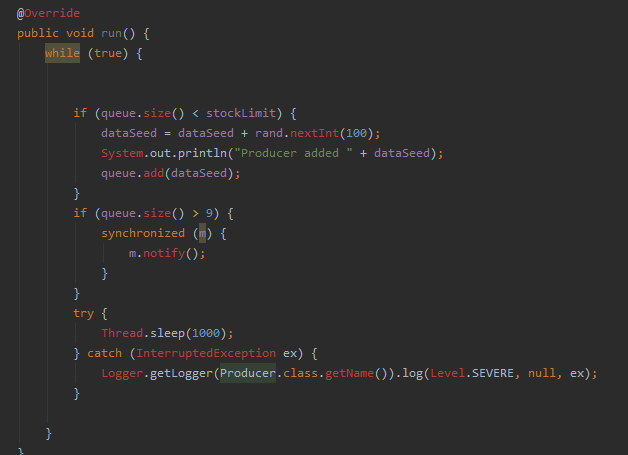 @Override
public void run() {
while (true) {
if (queue.size() < stockLimit) {
dataSeed = dataSeed + rand.nextInt(100);
System.out.println("Producer added " + dataSeed);
queue.add(dataSeed);
}
if (queue.size() > 9) {
synchronized (m) {
m.notify();
}
}
try {
Thread.sleep(1000);
} catch (InterruptedException ex) {
Logger.getLogger(Producer.class.getName()).log(Level.SEVERE, null, ex);
}
}
}